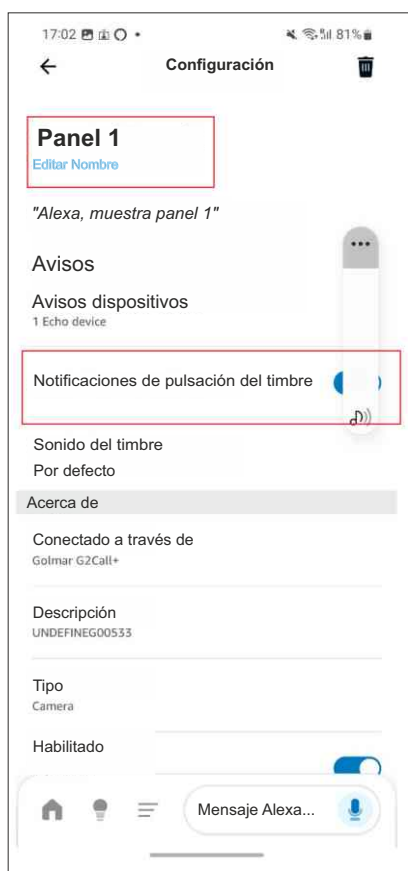 17:02
81%
Configuración
Panel 1
Editar Nombre
"Alexa, muestra panel 1"
Avisos
Avisos dispositivos
1 Echo device
Notificaciones de pulsación del timbre
Sonido del timbre
Por defecto
Acerca de
Conectado a través de
Golmar G2Call+
Descripción
UNDEFINEG00533
Tipo
Camera
Habilitado
Mensaje Alexa...